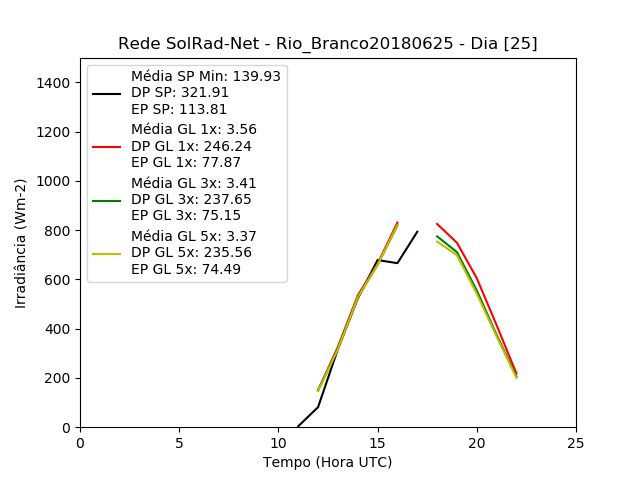 Rede SolRad-Net - Rio_Branco20180625 - Dia [25]
Média SP Min: 139.93
DP SP: 321.91
EP SP: 113.81
Média GL 1x: 3.56
DP GL 1x: 246.24
EP GL 1x: 77.87
Média GL 3x: 3.41
DP GL 3x: 237.65
EP GL 3x: 75.15
Média GL 5x: 3.37
DP GL 5x: 235.56
EP GL 5x: 74.49
Irradiância (Wm-2)
1400
1200
1000
800
600
400
200
0
0 5 10 15 20 25
Tempo (Hora UTC)